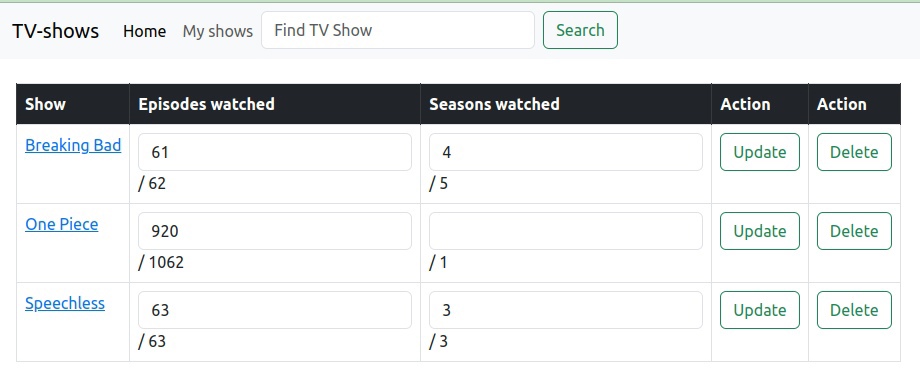 TV-shows Home My shows Find TV Show Search
Show Episodes watched Seasons watched Action Action
Breaking Bad 61 4 Update Delete
/ 62 / 5
One Piece 920 Update Delete
/ 1062 / 1
Speechless 63 3 Update Delete
/ 63 / 3